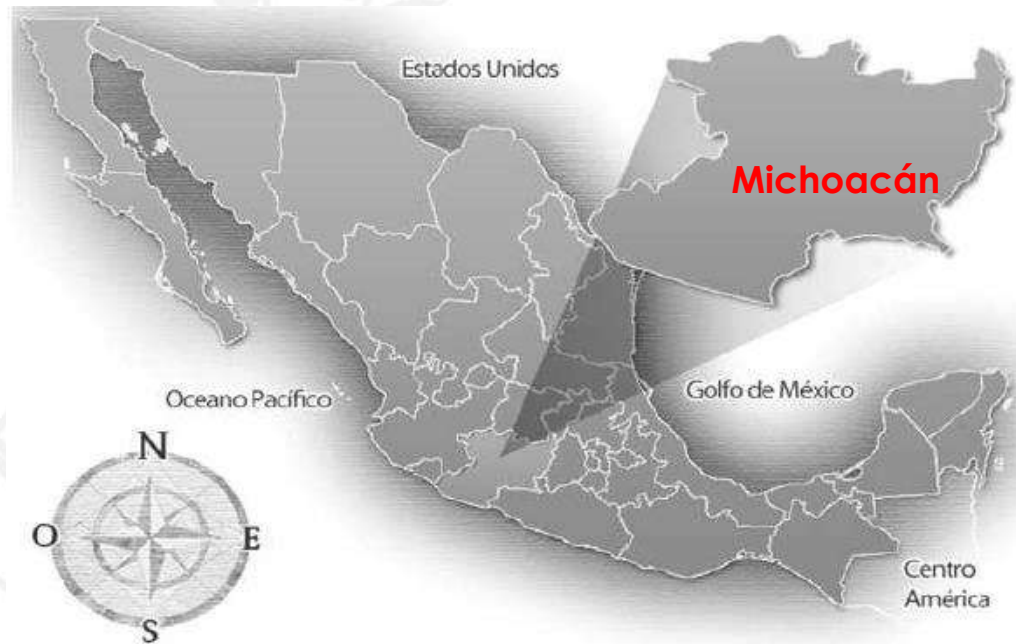 Estados Unidos
Michoacán
Oceano Pacífico
Golfo de México
N
O
E
S
Centro
América